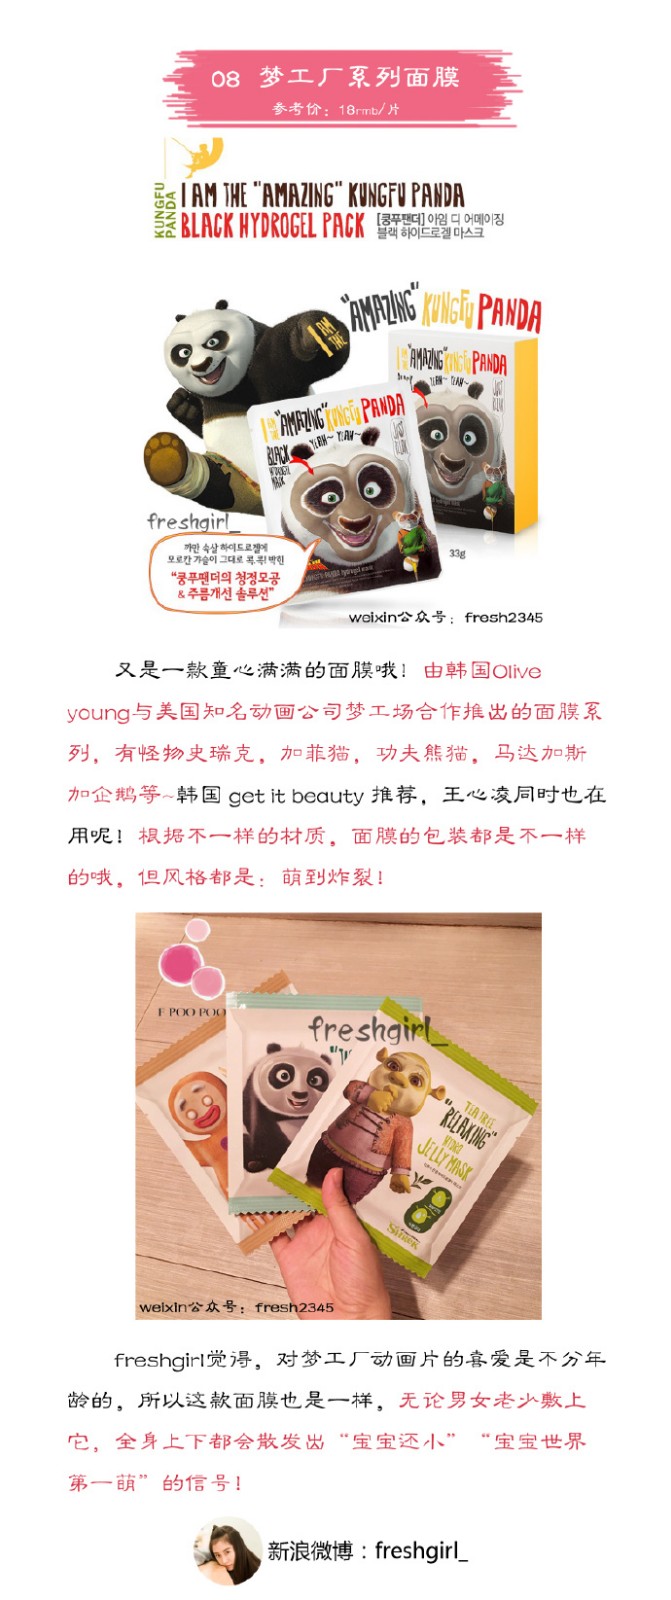 08 梦工厂系列面膜
参考价：18rmb/片
KUNGFU PANDA
I AM THE "AMAZING" KUNGFU PANDA
BLACK HYDROGEL PACK
[쿵푸팬더] 아임 디 어메이징
블랙 하이드로겔 마스크
"AMAZING" KUNGFU PANDA
I AM THE
I AM THE "AMAZING" KUNGFU PANDA
YEAH~ YEAH~
I AM THE "AMAZING" KUNGFU PANDA
YEAH~ YEAH~
BLACK
HYDROGEL
MASK
freshgirl_
33g
까만 숙살 하이드로겔에
모로칸 가슬이 그대로 콕.콕! 박힌
"쿵푸팬더의 청정모공
& 주름개선 솔루션"
weixin公众号：fresh2345
又是一款童心满满的面膜哦！由韩国Olive
young与美国知名动画公司梦工场合作推出的面膜系
列，有怪物史瑞克，加菲猫，功夫熊猫，马达加斯
加企鹅等~韩国 get it beauty 推荐，王心凌同时也在
用呢！根据不一样的材质，面膜的包装都是不一样
的哦，但风格都是：萌到炸裂！
F POO POO
freshgirl_
TEA TREE
"RELAXING"
HYDRO
JELLY MASK
weixin公众号：fresh2345
freshgirl觉得，对梦工厂动画片的喜爱是不分年
龄的，所以这款面膜也是一样，无论男女老少敷上
它，全身上下都会散发出“宝宝还小”“宝宝世界
第一萌”的信号！
新浪微博：freshgirl_